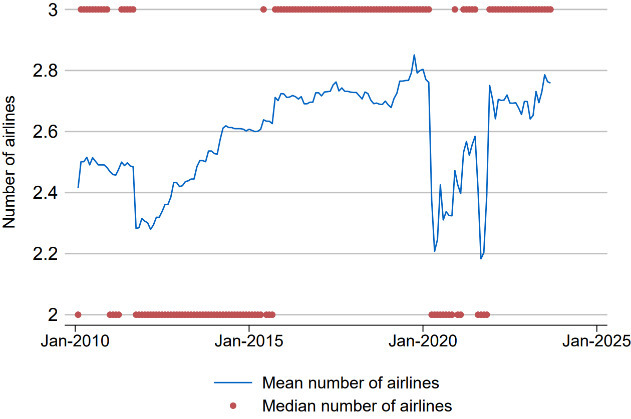 Number of airlines
3
2.8
2.6
2.4
2.2
2
Jan-2010 Jan-2015 Jan-2020 Jan-2025
Mean number of airlines
Median number of airlines